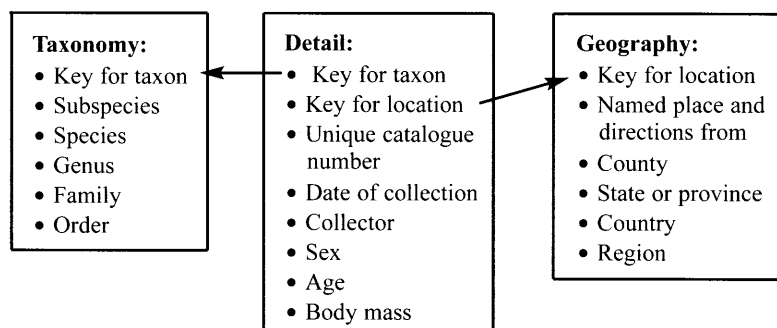 Taxonomy:
• Key for taxon
• Subspecies
• Species
• Genus
• Family
• Order
Detail:
• Key for taxon
• Key for location
• Unique catalogue
number
• Date of collection
• Collector
• Sex
• Age
• Body mass
Geography:
• Key for location
• Named place and
directions from
• County
• State or province
• Country
• Region